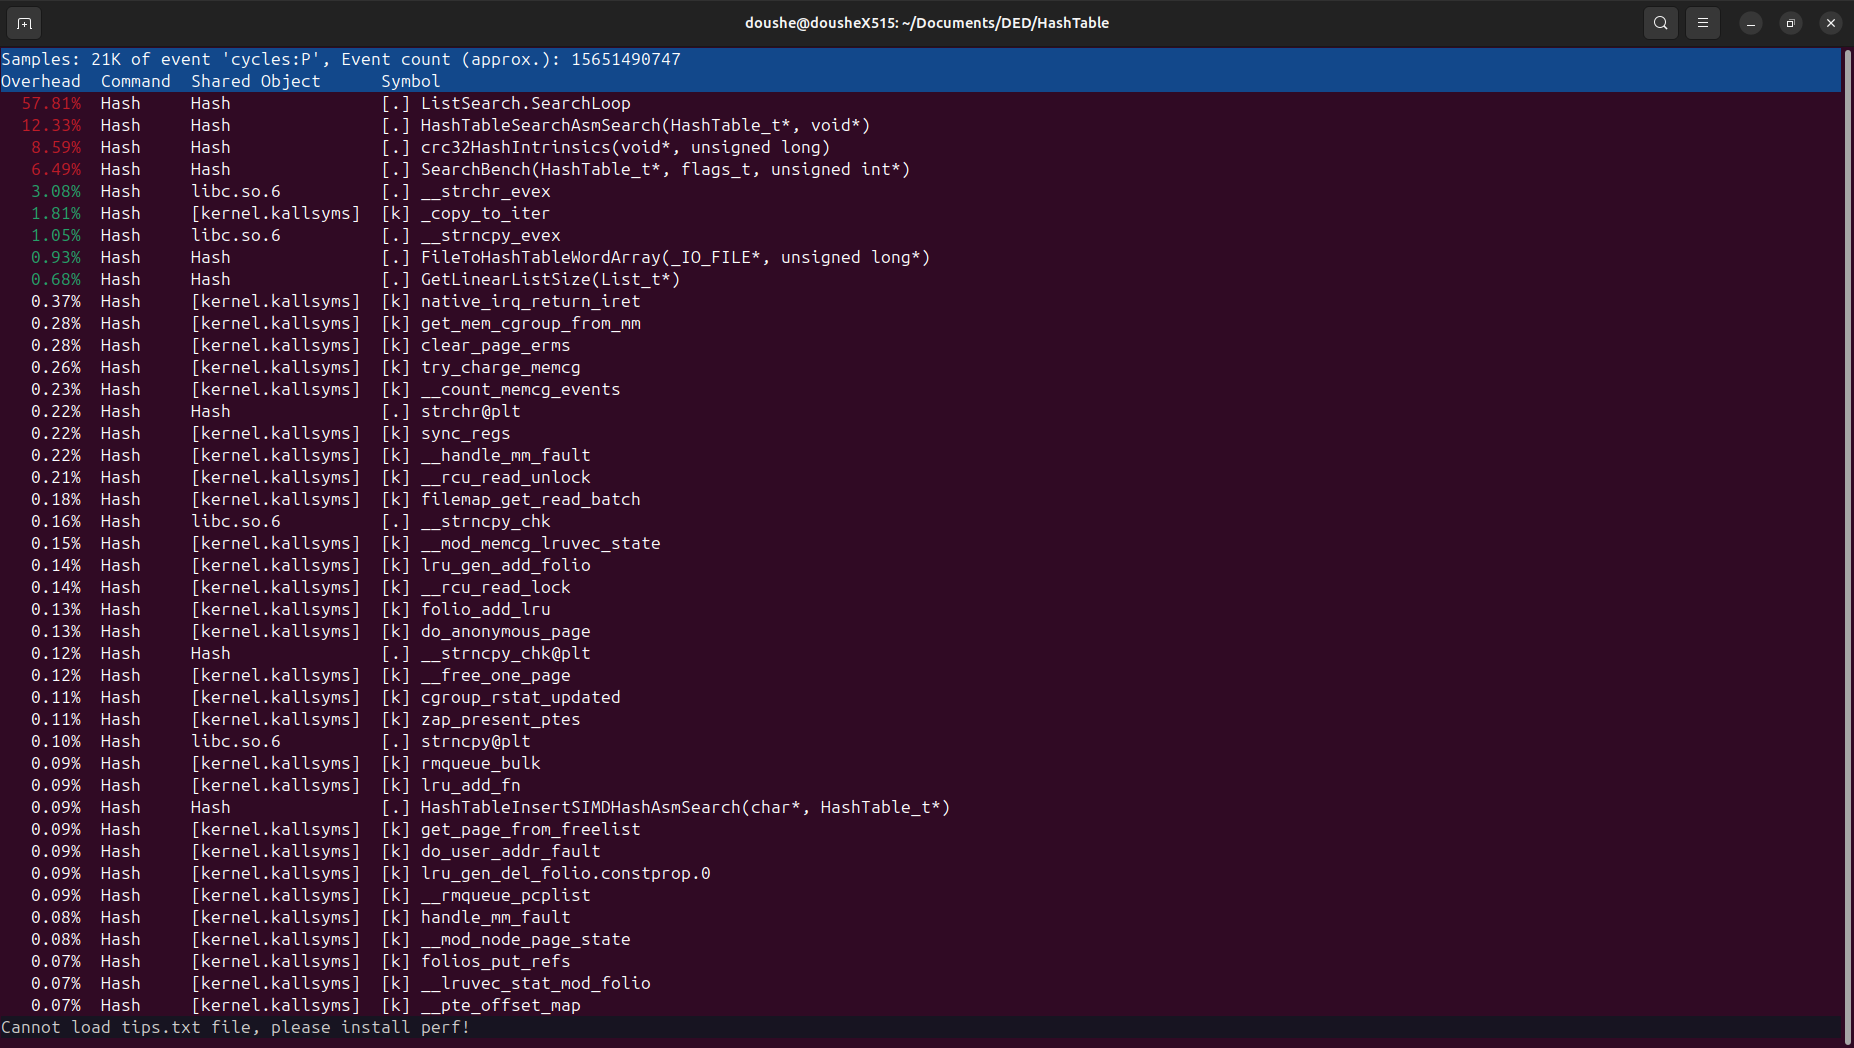 doushe@dousheX515: ~/Documents/DED/HashTable
Samples: 21K of event 'cycles:P', Event count (approx.): 15651490747
Overhead  Command  Shared Object      Symbol
  57.81%  Hash     Hash               [.] ListSearch.SearchLoop
  12.33%  Hash     Hash               [.] HashTableSearchAsmSearch(HashTable_t*, void*)
   8.59%  Hash     Hash               [.] crc32HashIntrinsics(void*, unsigned long)
   6.49%  Hash     Hash               [.] SearchBench(HashTable_t*, flags_t, unsigned int*)
   3.08%  Hash     libc.so.6          [.] __strchr_evex
   1.81%  Hash     [kernel.kallsyms]  [k] _copy_to_iter
   1.05%  Hash     libc.so.6          [.] __strncpy_evex
   0.93%  Hash     Hash               [.] FileToHashTableWordArray(_IO_FILE*, unsigned long*)
   0.68%  Hash     Hash               [.] GetLinearListSize(List_t*)
   0.37%  Hash     [kernel.kallsyms]  [k] native_irq_return_iret
   0.28%  Hash     [kernel.kallsyms]  [k] get_mem_cgroup_from_mm
   0.28%  Hash     [kernel.kallsyms]  [k] clear_page_erms
   0.26%  Hash     [kernel.kallsyms]  [k] try_charge_memcg
   0.23%  Hash     [kernel.kallsyms]  [k] __count_memcg_events
   0.22%  Hash     Hash               [.] strchr@plt
   0.22%  Hash     [kernel.kallsyms]  [k] sync_regs
   0.22%  Hash     [kernel.kallsyms]  [k] __handle_mm_fault
   0.21%  Hash     [kernel.kallsyms]  [k] __rcu_read_unlock
   0.18%  Hash     [kernel.kallsyms]  [k] filemap_get_read_batch
   0.16%  Hash     libc.so.6          [.] __strncpy_chk
   0.15%  Hash     [kernel.kallsyms]  [k] __mod_memcg_lruvec_state
   0.14%  Hash     [kernel.kallsyms]  [k] lru_gen_add_folio
   0.14%  Hash     [kernel.kallsyms]  [k] __rcu_read_lock
   0.13%  Hash     [kernel.kallsyms]  [k] folio_add_lru
   0.13%  Hash     [kernel.kallsyms]  [k] do_anonymous_page
   0.12%  Hash     Hash               [.] __strncpy_chk@plt
   0.12%  Hash     [kernel.kallsyms]  [k] __free_one_page
   0.11%  Hash     [kernel.kallsyms]  [k] cgroup_rstat_updated
   0.11%  Hash     [kernel.kallsyms]  [k] zap_present_ptes
   0.10%  Hash     libc.so.6          [.] strncpy@plt
   0.09%  Hash     [kernel.kallsyms]  [k] rmqueue_bulk
   0.09%  Hash     [kernel.kallsyms]  [k] lru_add_fn
   0.09%  Hash     Hash               [.] HashTableInsertSIMDHashAsmSearch(char*, HashTable_t*)
   0.09%  Hash     [kernel.kallsyms]  [k] get_page_from_freelist
   0.09%  Hash     [kernel.kallsyms]  [k] do_user_addr_fault
   0.09%  Hash     [kernel.kallsyms]  [k] lru_gen_del_folio.constprop.0
   0.09%  Hash     [kernel.kallsyms]  [k] __rmqueue_pcplist
   0.08%  Hash     [kernel.kallsyms]  [k] handle_mm_fault
   0.08%  Hash     [kernel.kallsyms]  [k] __mod_node_page_state
   0.07%  Hash     [kernel.kallsyms]  [k] folios_put_refs
   0.07%  Hash     [kernel.kallsyms]  [k] __lruvec_stat_mod_folio
   0.07%  Hash     [kernel.kallsyms]  [k] __pte_offset_map
Cannot load tips.txt file, please install perf!